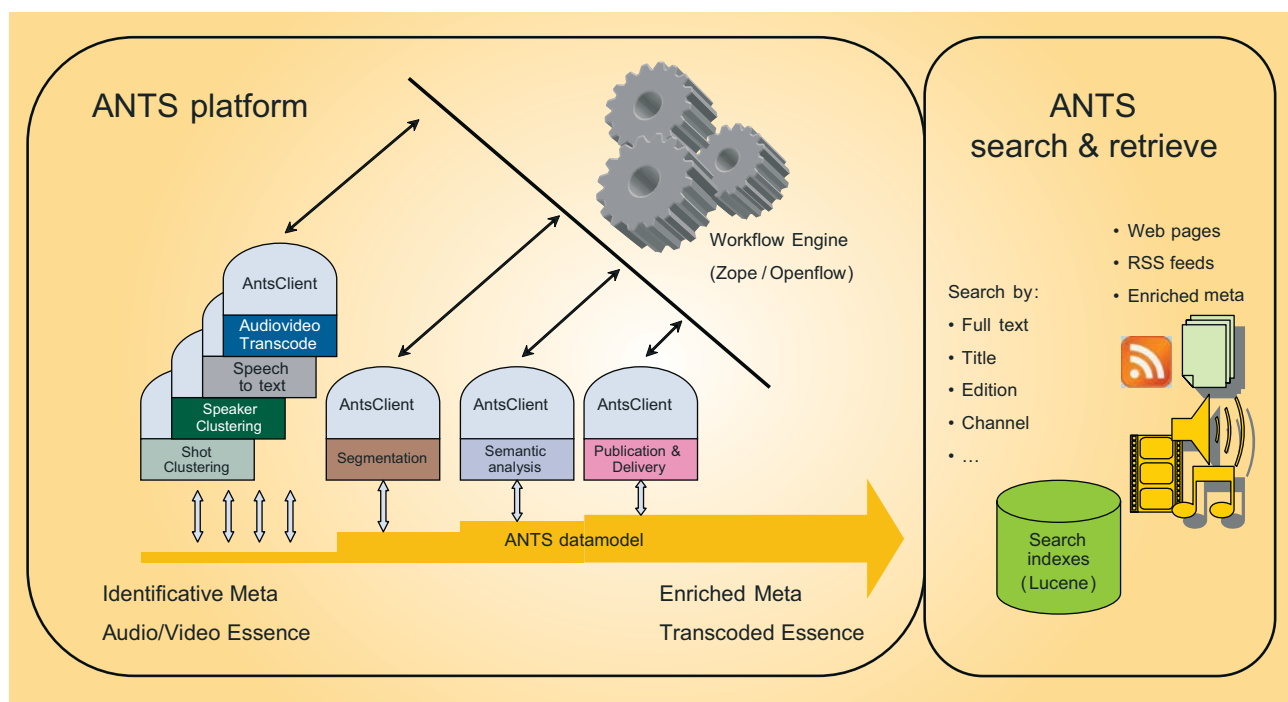 ANTS platform
Workflow Engine
(Zope / Openflow)
AntsClient
Audiovideo
Transcode
Speech
to text
Speaker
Clustering
Shot
Clustering
AntsClient
Segmentation
AntsClient
Semantic
analysis
AntsClient
Publication &
Delivery
ANTS datamodel
Identificative Meta
Audio/Video Essence
Enriched Meta
Transcoded Essence
ANTS
search & retrieve
• Web pages
• RSS feeds
• Enriched meta
Search by:
• Full text
• Title
• Edition
• Channel
• ...
Search
indexes
(Lucene)